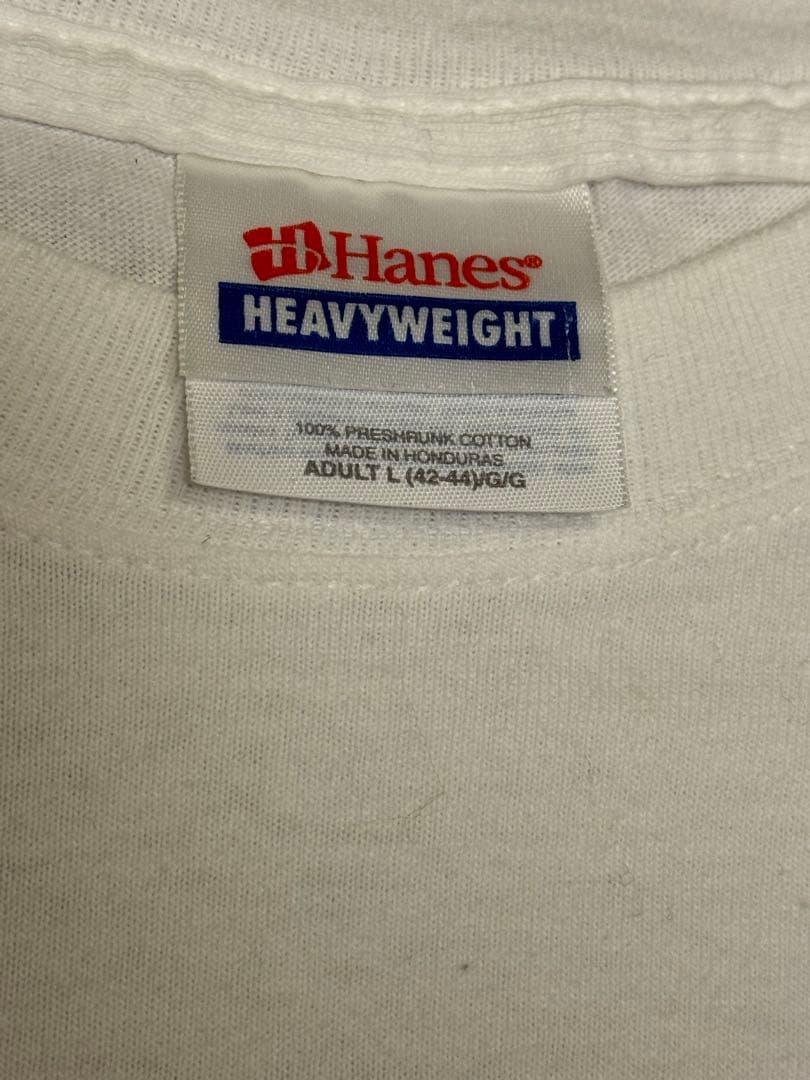 Hanes®
HEAVYWEIGHT
100% PRESHRUNK COTTON
MADE IN HONDURAS
ADULT L (42-44)/G/G